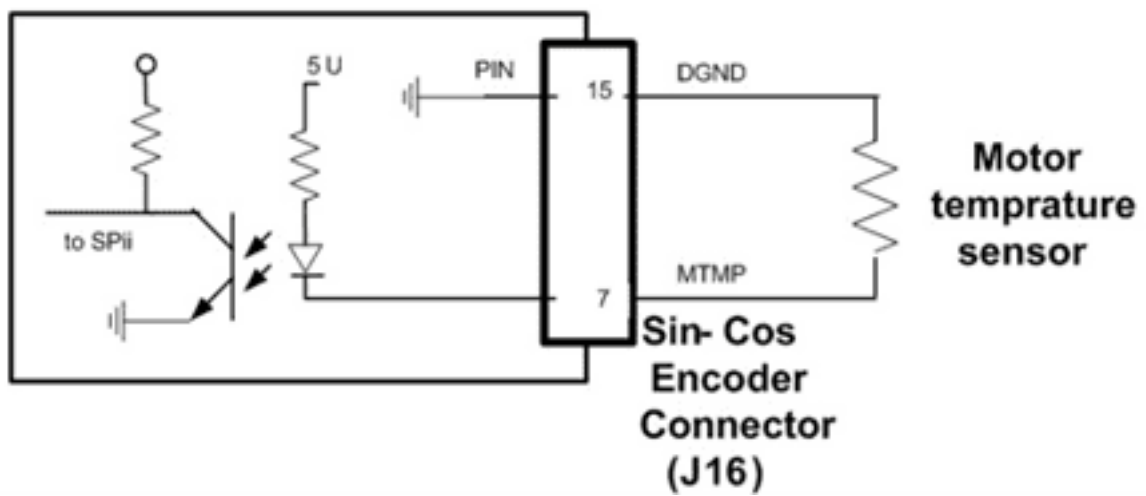 5 U
PIN
15
DGND
Motor
temprature
sensor
to SPii
7
MTMP
Sin- Cos
Encoder
Connector
(J16)